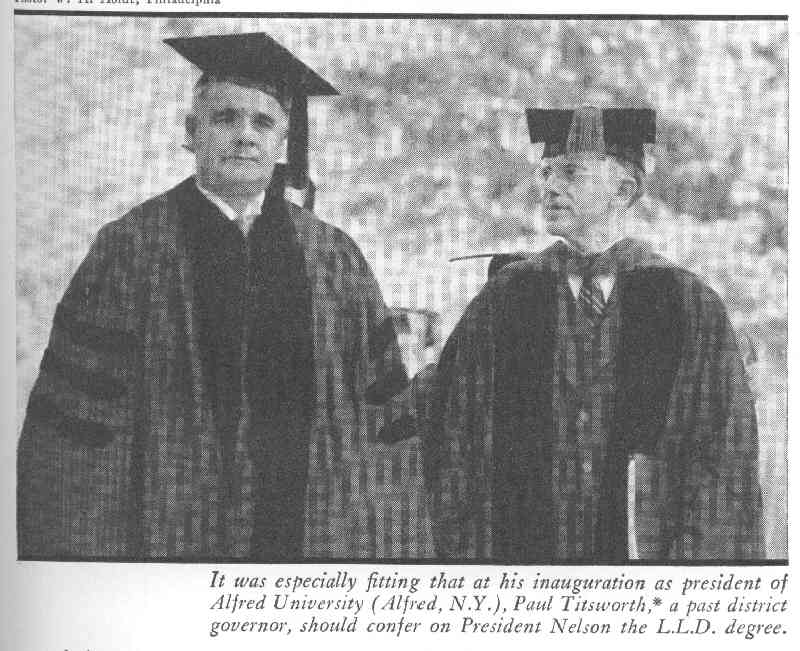 Philadelphia
It was especially fitting that at his inauguration as president of
Alfred University (Alfred, N.Y.), Paul Titsworth,* a past district
governor, should confer on President Nelson the L.L.D. degree.